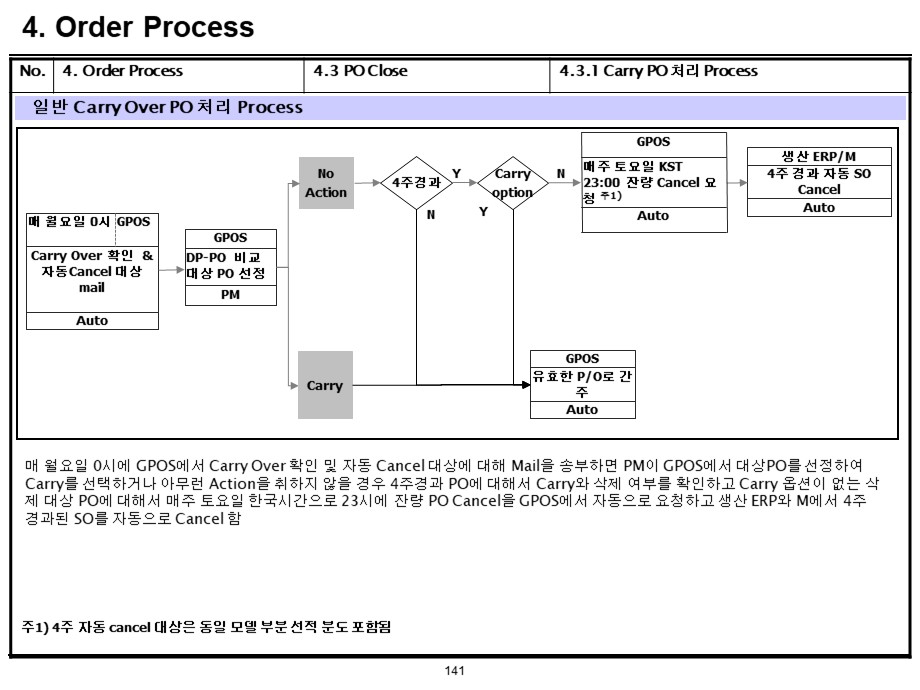 4. Order Process
No. 4. Order Process 4.3 PO Close 4.3.1 Carry PO 처리 Process
일반 Carry Over PO 처리 Process
매 월요일 0시 GPOS
Carry Over 확인 &
자동Cancel 대상
mail
Auto
GPOS
DP-PO 비교
대상 PO 선정
PM
No
Action
4주경과
Y
N
Carry
option
N
Y
GPOS
매주 토요일 KST
23:00 잔량 Cancel 요
청 주1)
Auto
생산 ERP/M
4주 경과 자동 SO
Cancel
Auto
Carry
GPOS
유효한 P/O로 간
주
Auto
매 월요일 0시에 GPOS에서 Carry Over 확인 및 자동 Cancel 대상에 대해 Mail을 송부하면 PM이 GPOS에서 대상PO를 선정하여
Carry를 선택하거나 아무런 Action을 취하지 않을 경우 4주경과 PO에 대해서 Carry와 삭제 여부를 확인하고 Carry 옵션이 없는 삭
제 대상 PO에 대해서 매주 토요일 한국시간으로 23시에 잔량 PO Cancel을 GPOS에서 자동으로 요청하고 생산 ERP와 M에서 4주
경과된 SO를 자동으로 Cancel 함
주1) 4주 자동 cancel 대상은 동일 모델 부분 선적 분도 포함됨
141